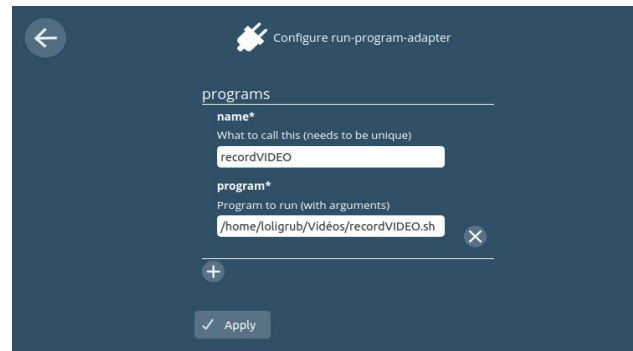 Configure run-program-adapter
programs
name*
What to call this (needs to be unique)
recordVIDEO
program*
Program to run (with arguments)
/home/loligrub/Vidéos/recordVIDEO.sh
Apply